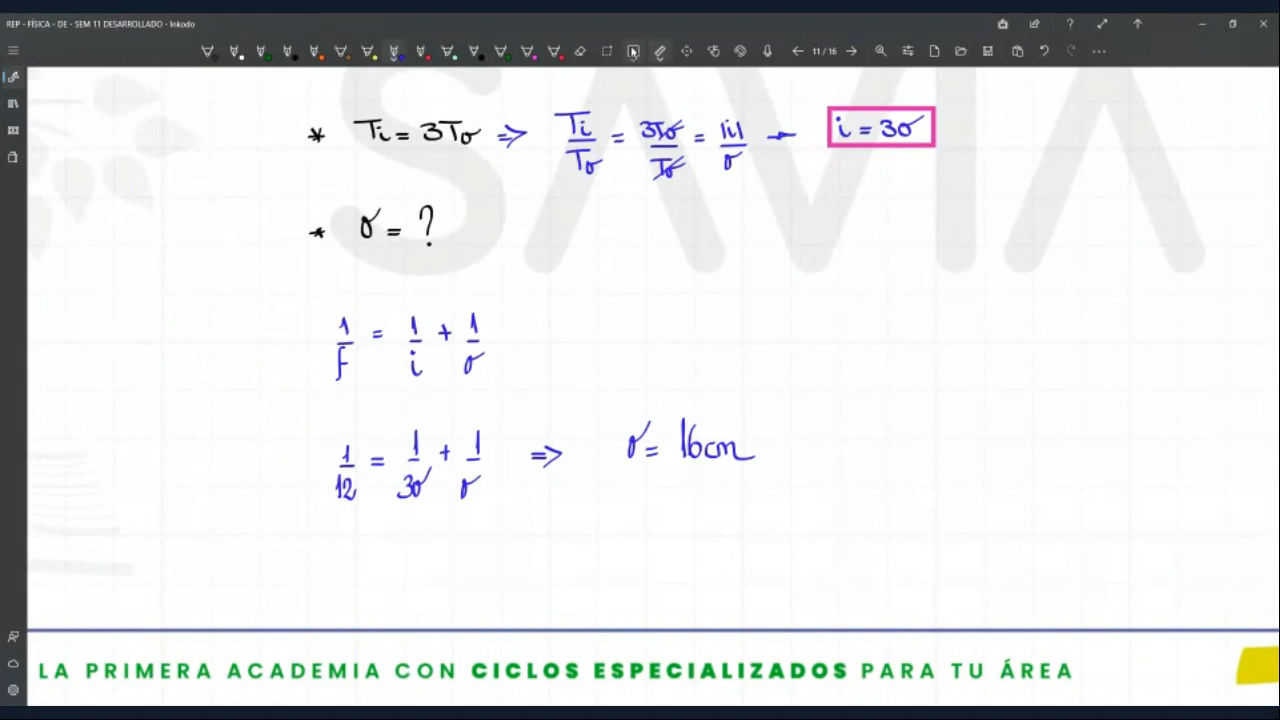 REP - FÍSICA - DE - SEM 11 DESARROLLADO - Inkodo
11 / 16
SAVIA
* Ti = 3To ⇒ Ti/To = 3To/To = |i|/o → i = 3o
* o = ?
1/f = 1/i + 1/o
1/12 = 1/3o + 1/o ⇒ o = 16cm
LA PRIMERA ACADEMIA CON CICLOS ESPECIALIZADOS PARA TU ÁREA